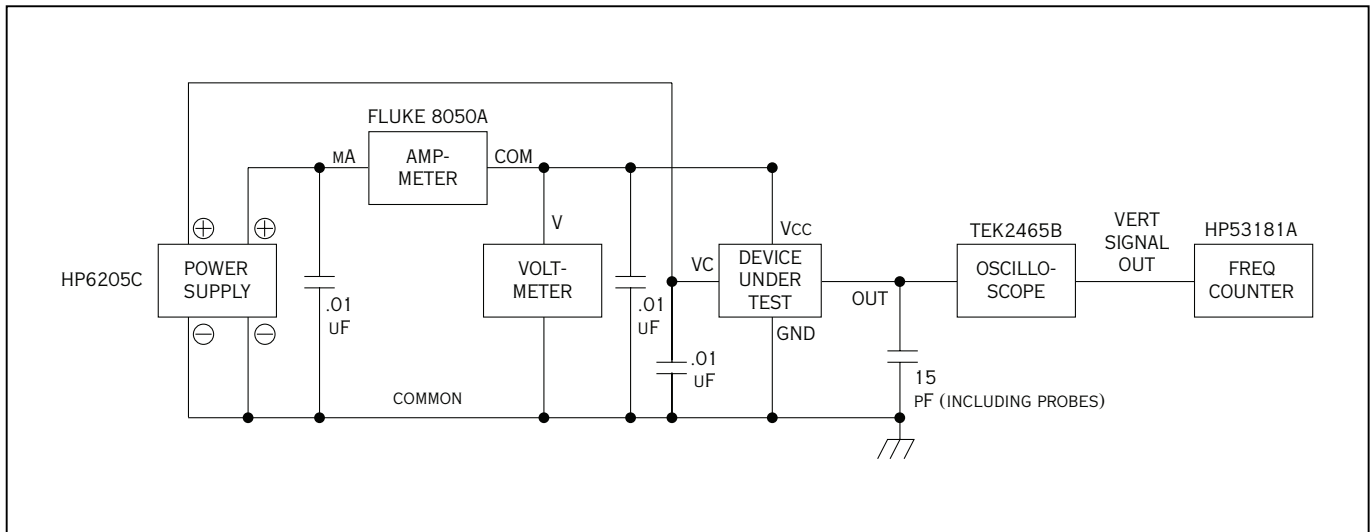 FLUKE 8050A
MA
AMP-
METER
COM
V
VCC
HP6205C
POWER
SUPPLY
.01
UF
VOLT-
METER
.01
UF
VC
DEVICE
UNDER
TEST
GND
OUT
.01
UF
TEK2465B
OSCILLO-
SCOPE
VERT
SIGNAL
OUT
HP53181A
FREQ
COUNTER
15
PF (INCLUDING PROBES)
COMMON